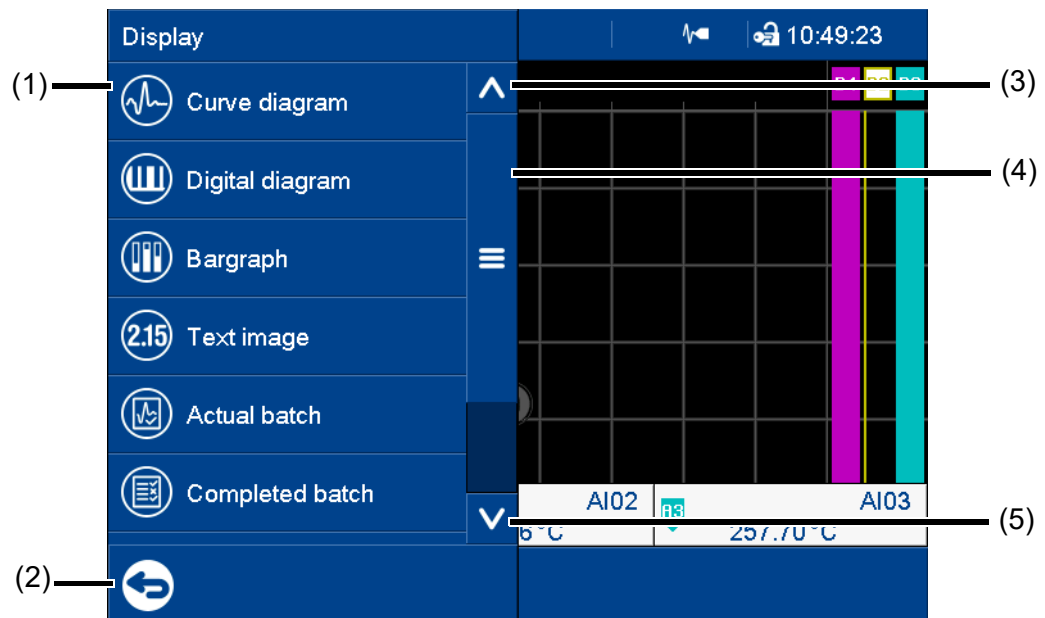 Display
10:49:23
(1)
Curve diagram
(3)
Digital diagram
(4)
Bargraph
2.15 Text image
Actual batch
Completed batch
AI02
AI03
(5)
6°C
257.70°C
(2)